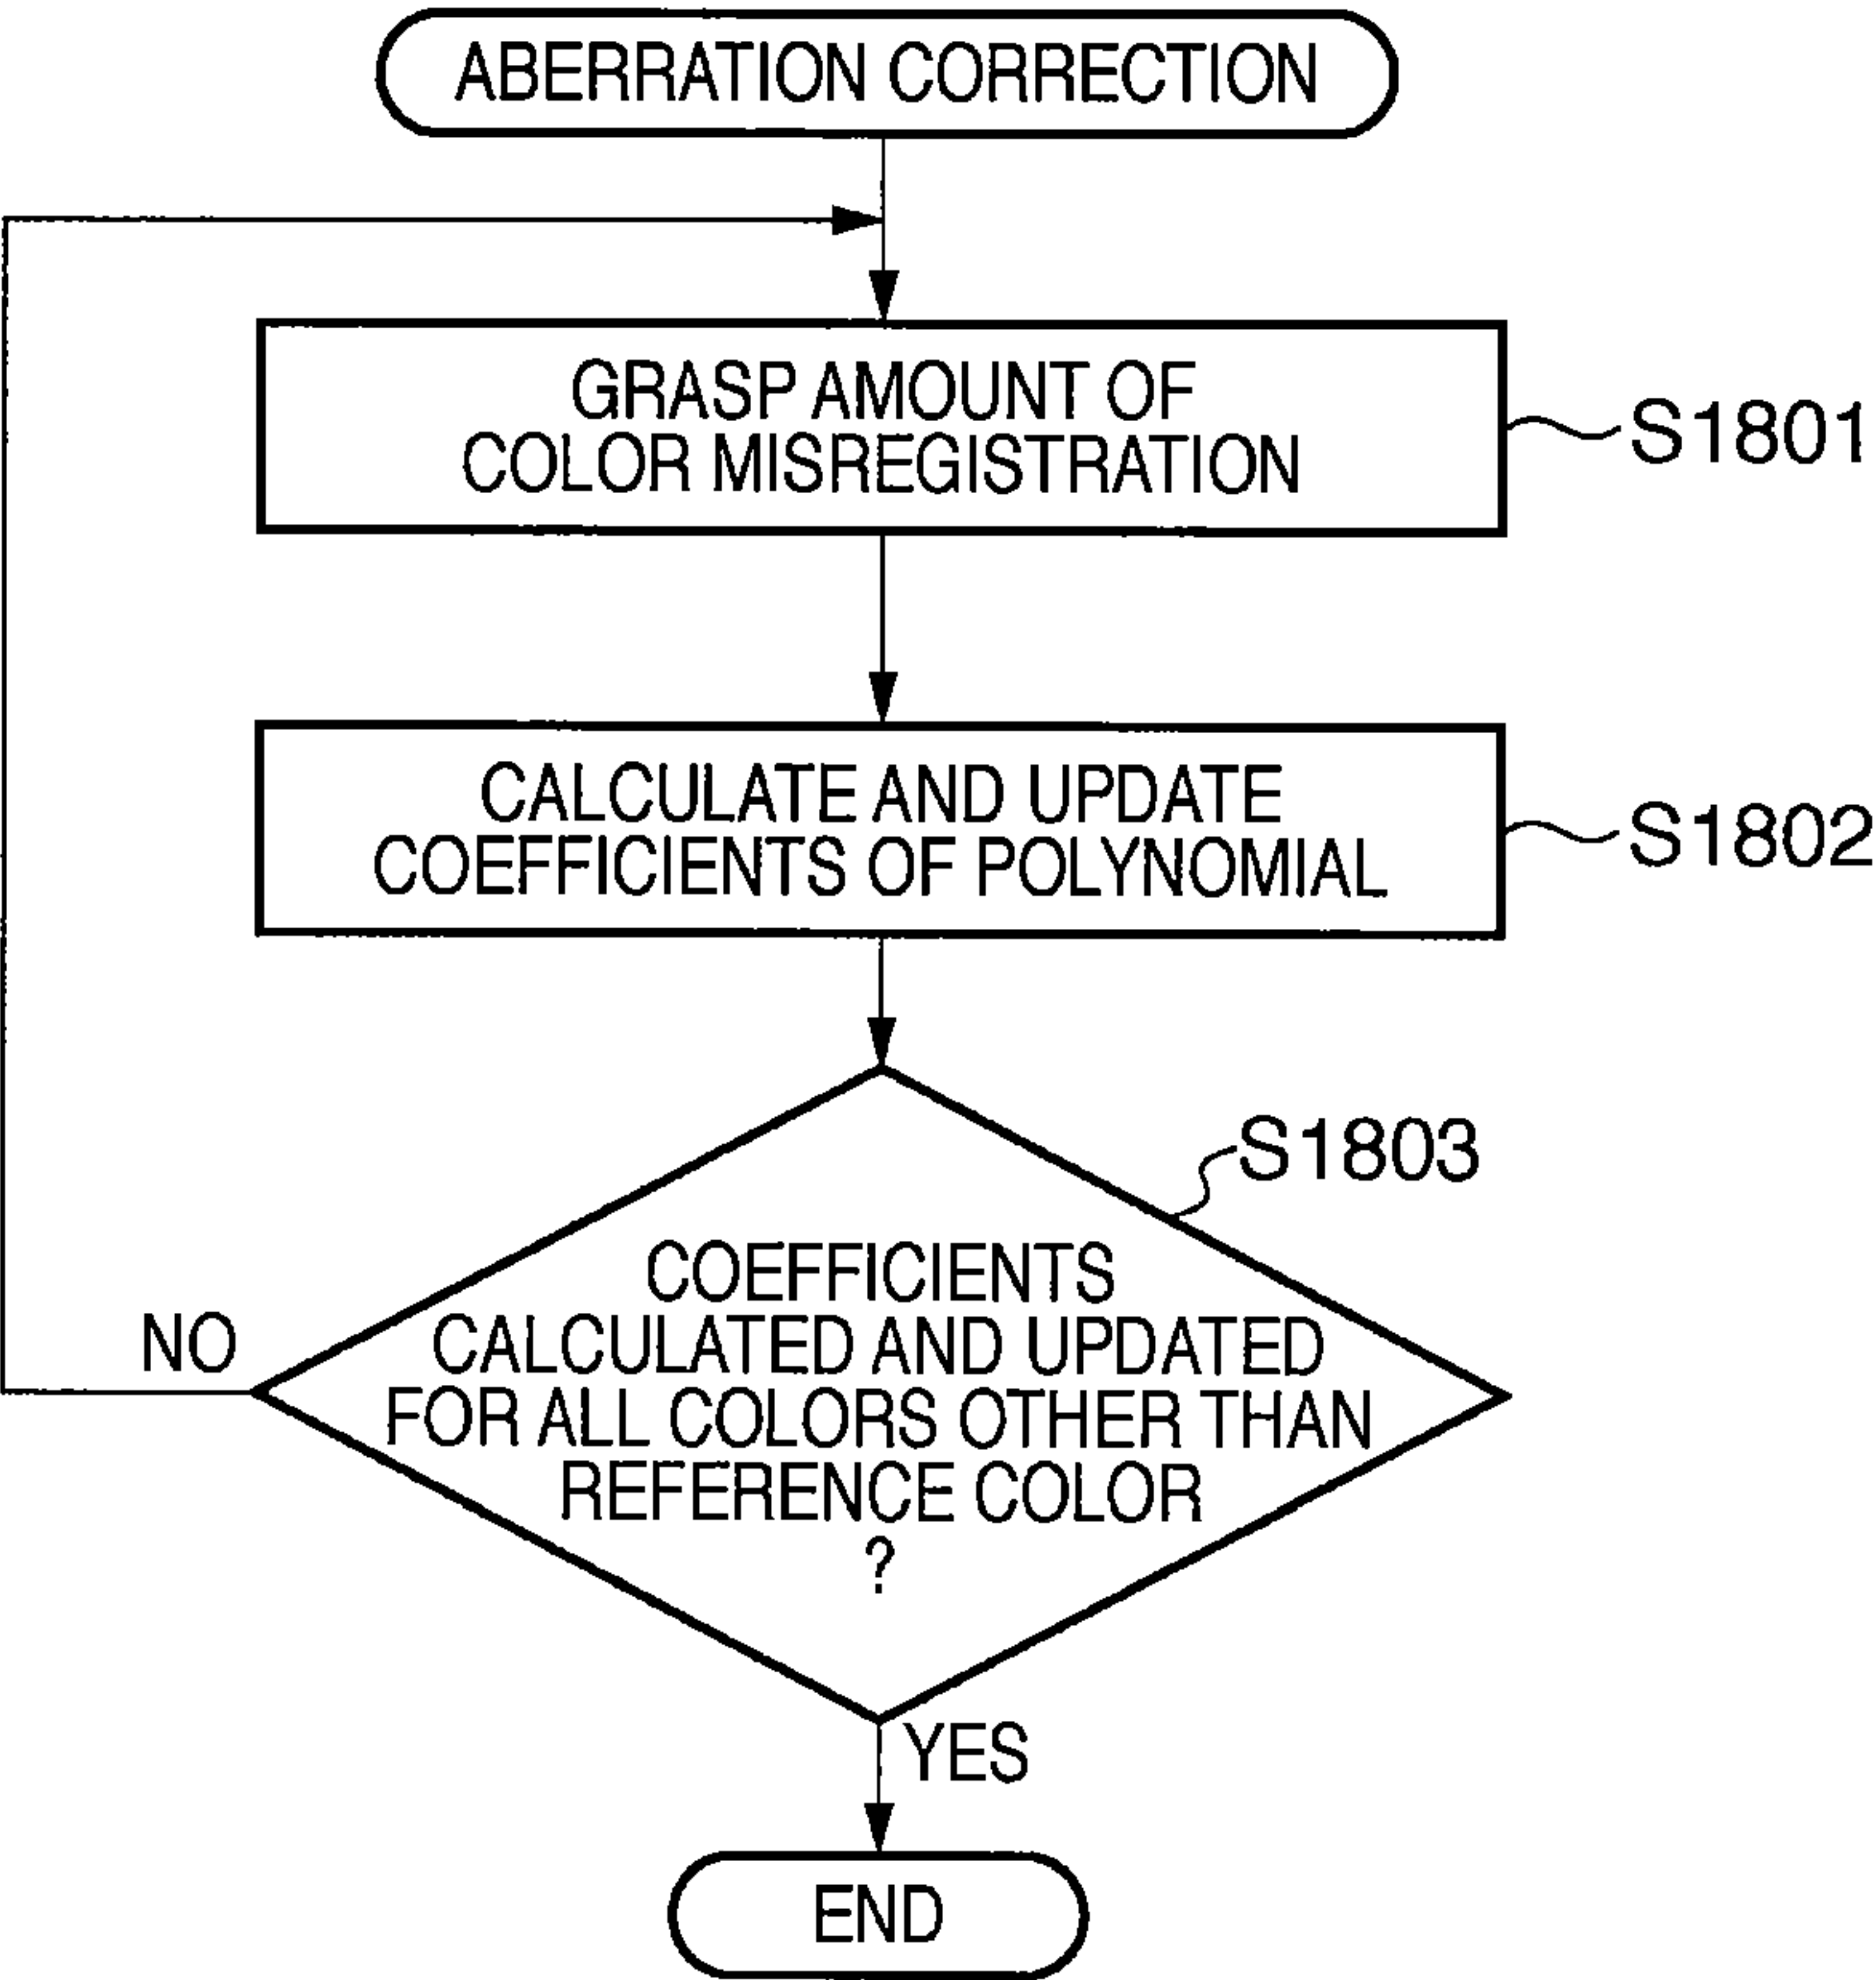 ABERRATION CORRECTION
GRASP AMOUNT OF
COLOR MISREGISTRATION
S1801
CALCULATE AND UPDATE
COEFFICIENTS OF POLYNOMIAL
S1802
S1803
COEFFICIENTS
CALCULATED AND UPDATED
FOR ALL COLORS OTHER THAN
REFERENCE COLOR
?
NO
YES
END